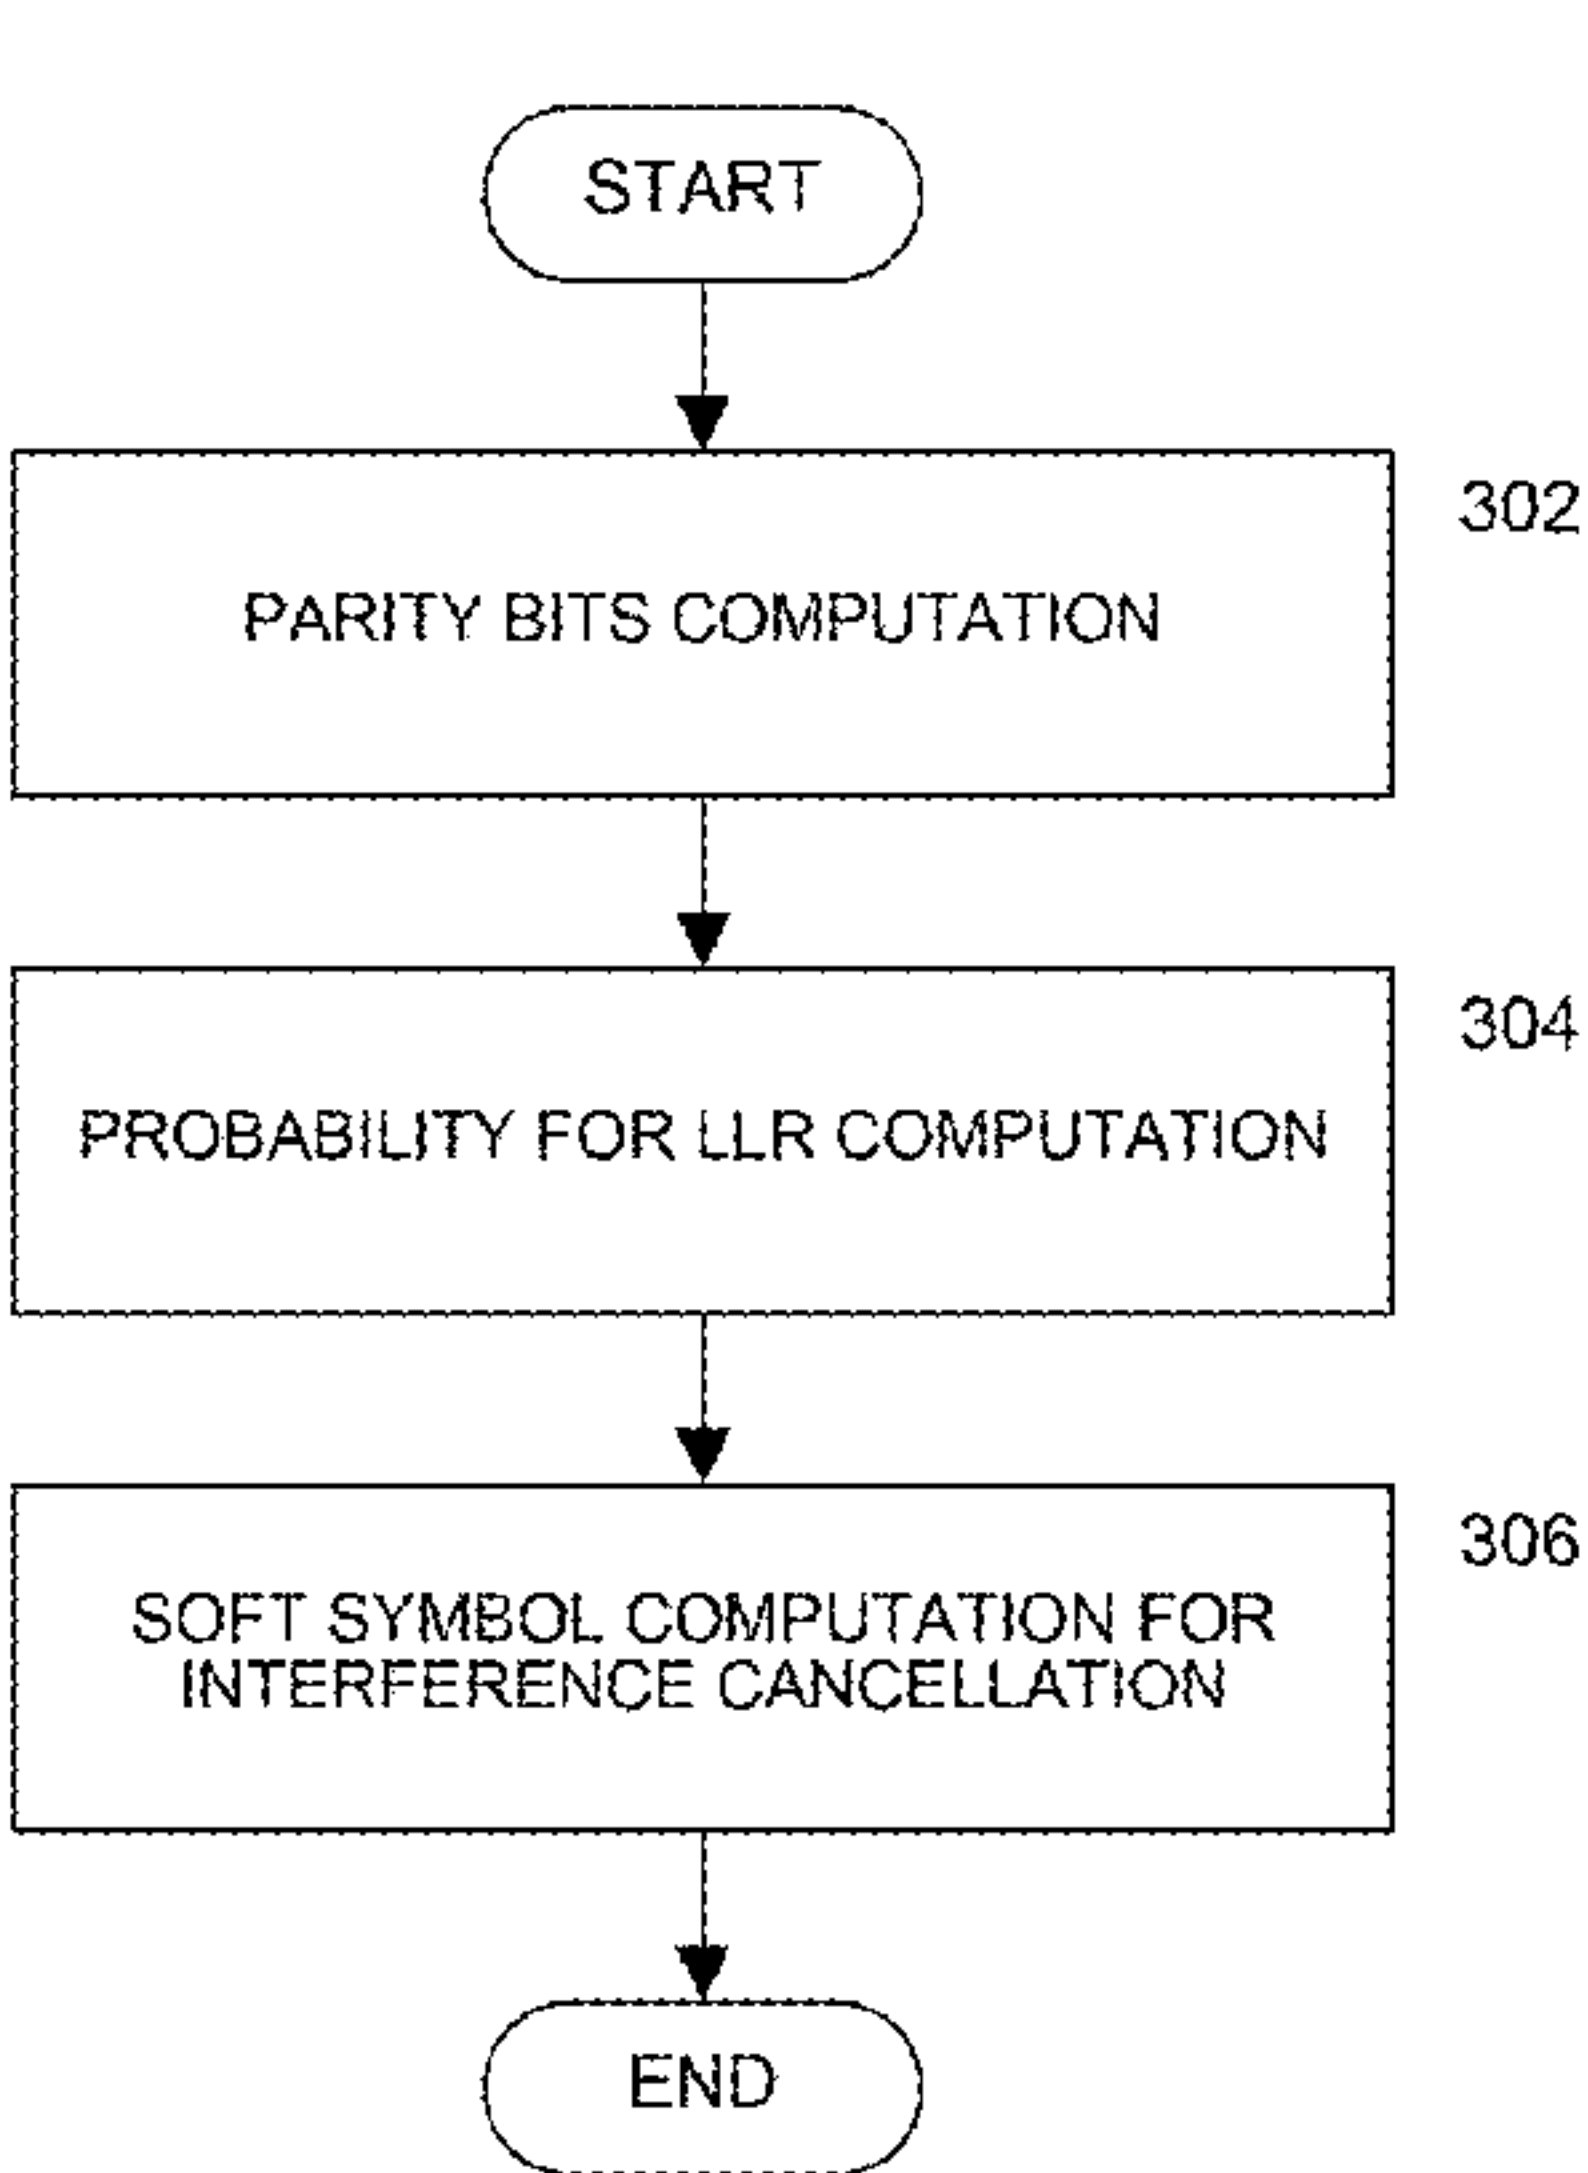 START
302
PARITY BITS COMPUTATION
304
PROBABILITY FOR LLR COMPUTATION
306
SOFT SYMBOL COMPUTATION FOR
INTERFERENCE CANCELLATION
END